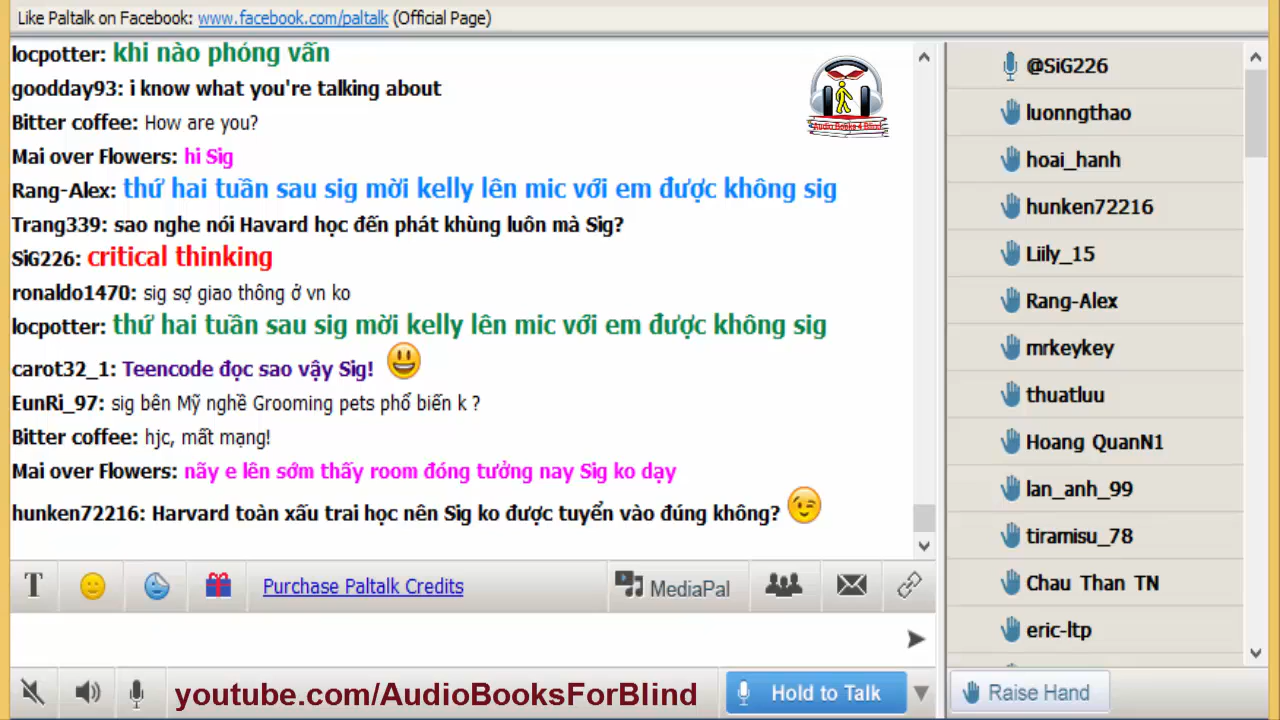 Like Paltalk on Facebook: www.facebook.com/paltalk (Official Page)
locpotter: khi nào phóng vấn
goodday93: i know what you're talking about
Bitter coffee: How are you?
Mai over Flowers: hi Sig
Rang-Alex: thứ hai tuần sau sig mời kelly lên mic với em được không sig
Trang339: sao nghe nói Havard học đến phát khùng luôn mà Sig?
SiG226: critical thinking
ronaldo1470: sig sợ giao thông ở vn ko
locpotter: thứ hai tuần sau sig mời kelly lên mic với em được không sig
carot32_1: Teencode đọc sao vậy Sig!
EunRi_97: sig bên Mỹ nghề Grooming pets phổ biến k ?
Bitter coffee: hjc, mất mạng!
Mai over Flowers: nãy e lên sớm thấy room đóng tưởng nay Sig ko dạy
hunken72216: Harvard toàn xấu trai học nên Sig ko được tuyển vào đúng không?
Audio Books 4 Blind
T
Purchase Paltalk Credits
MediaPal
youtube.com/AudioBooksForBlind
Hold to Talk
@SiG226
luonngthao
hoai_hanh
hunken72216
Liily_15
Rang-Alex
mrkeykey
thuatluu
Hoang QuanN1
lan_anh_99
tiramisu_78
Chau Than TN
eric-ltp
Raise Hand